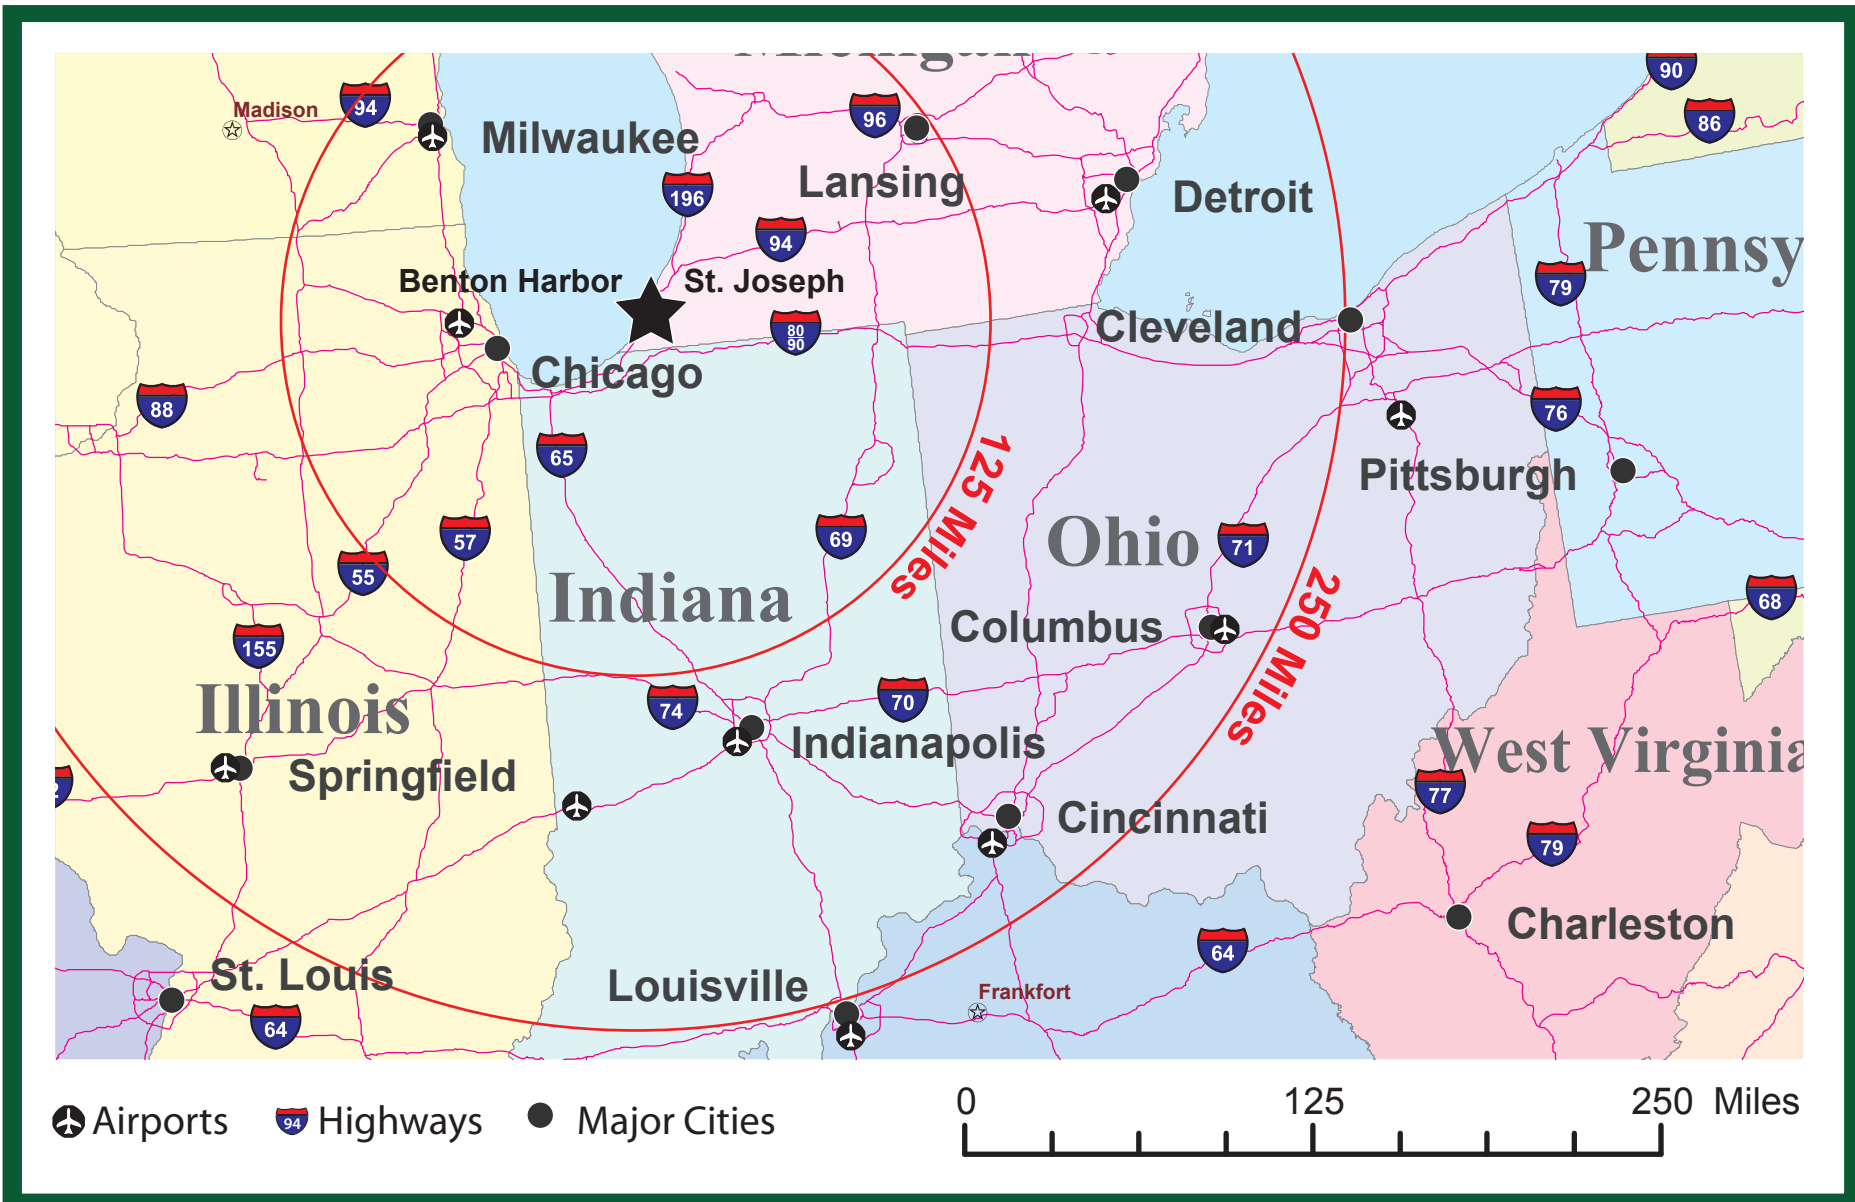 Michigan
90
94
Madison
96
86
Milwaukee
Lansing
196
Detroit
94
Pennsy
79
Benton Harbor
St. Joseph
80
90
Cleveland
Chicago
88
76
65
125 Miles
Pittsburgh
57
69
Ohio
71
55
Indiana
250 Miles
68
Columbus
155
Illinois
74
70
Indianapolis
West Virginia
Springfield
2
77
Cincinnati
79
Charleston
64
St. Louis
Louisville
Frankfort
64
0
125
250 Miles
Airports
94
Highways
Major Cities